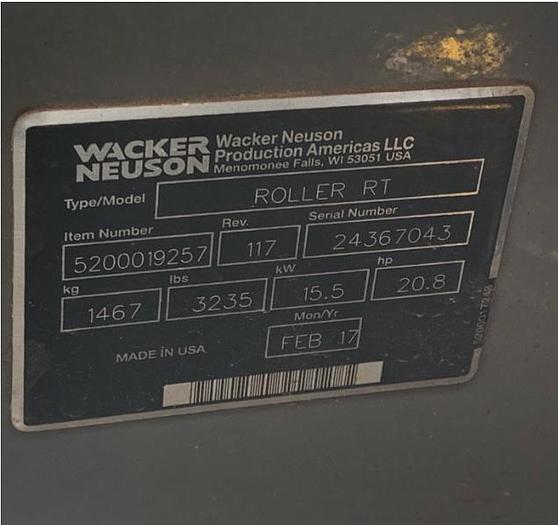 WACKER NEUSON
Wacker Neuson
Production Americas LLC
Menomonee Falls, WI 53051 USA
Type/Model ROLLER RT
Item Number Rev. Serial Number
5200019257 117 24367043
kg lbs kW hp
1467 3235 15.5 20.8
Mon/Yr.
MADE IN USA FEB 17